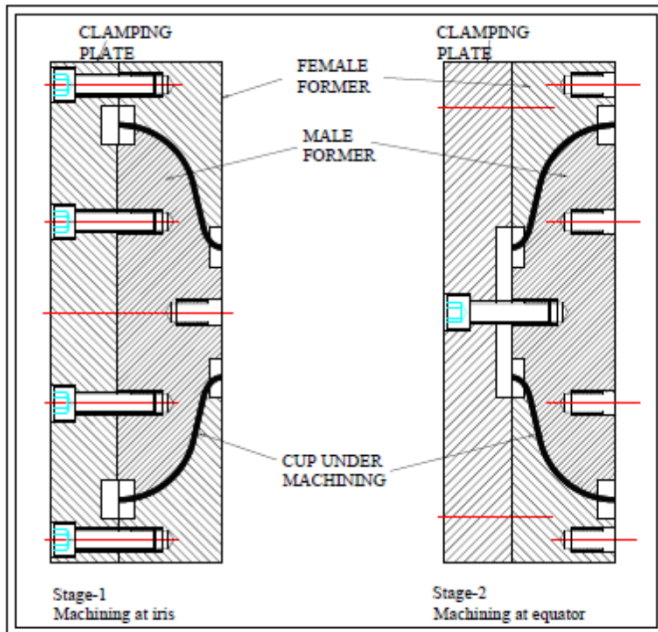 CLAMPING
PLATE
FEMALE
FORMER
MALE
FORMER
CUP UNDER
MACHINING
Stage-1
Machining at iris
CLAMPING
PLATE
Stage-2
Machining at equator